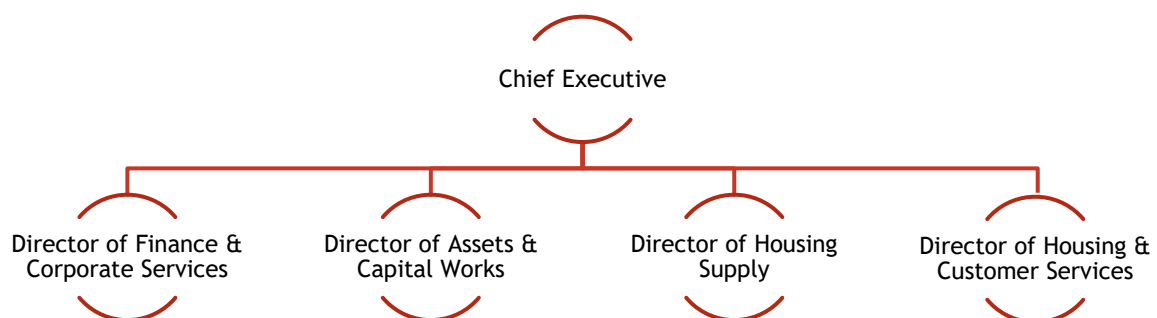 Chief Executive
Director of Finance &
Corporate Services
Director of Assets &
Capital Works
Director of Housing
Supply
Director of Housing &
Customer Services